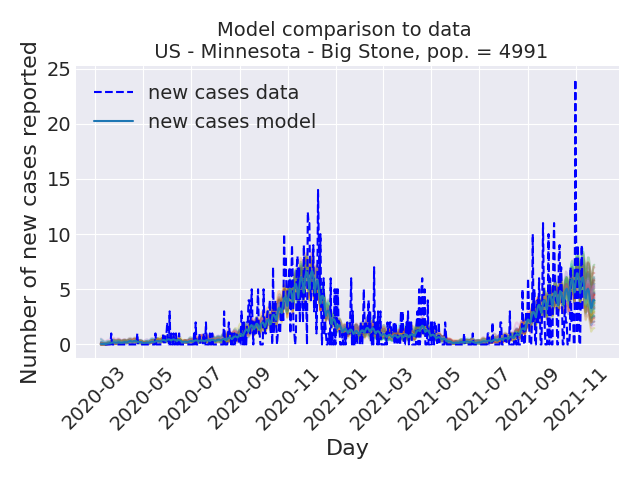 Model comparison to data
US - Minnesota - Big Stone, pop. = 4991
Number of new cases reported
25
20
15
10
5
0
new cases data
new cases model
2020-03
2020-05
2020-07
2020-09
2020-11
2021-01
2021-03
2021-05
2021-07
2021-09
2021-11
Day